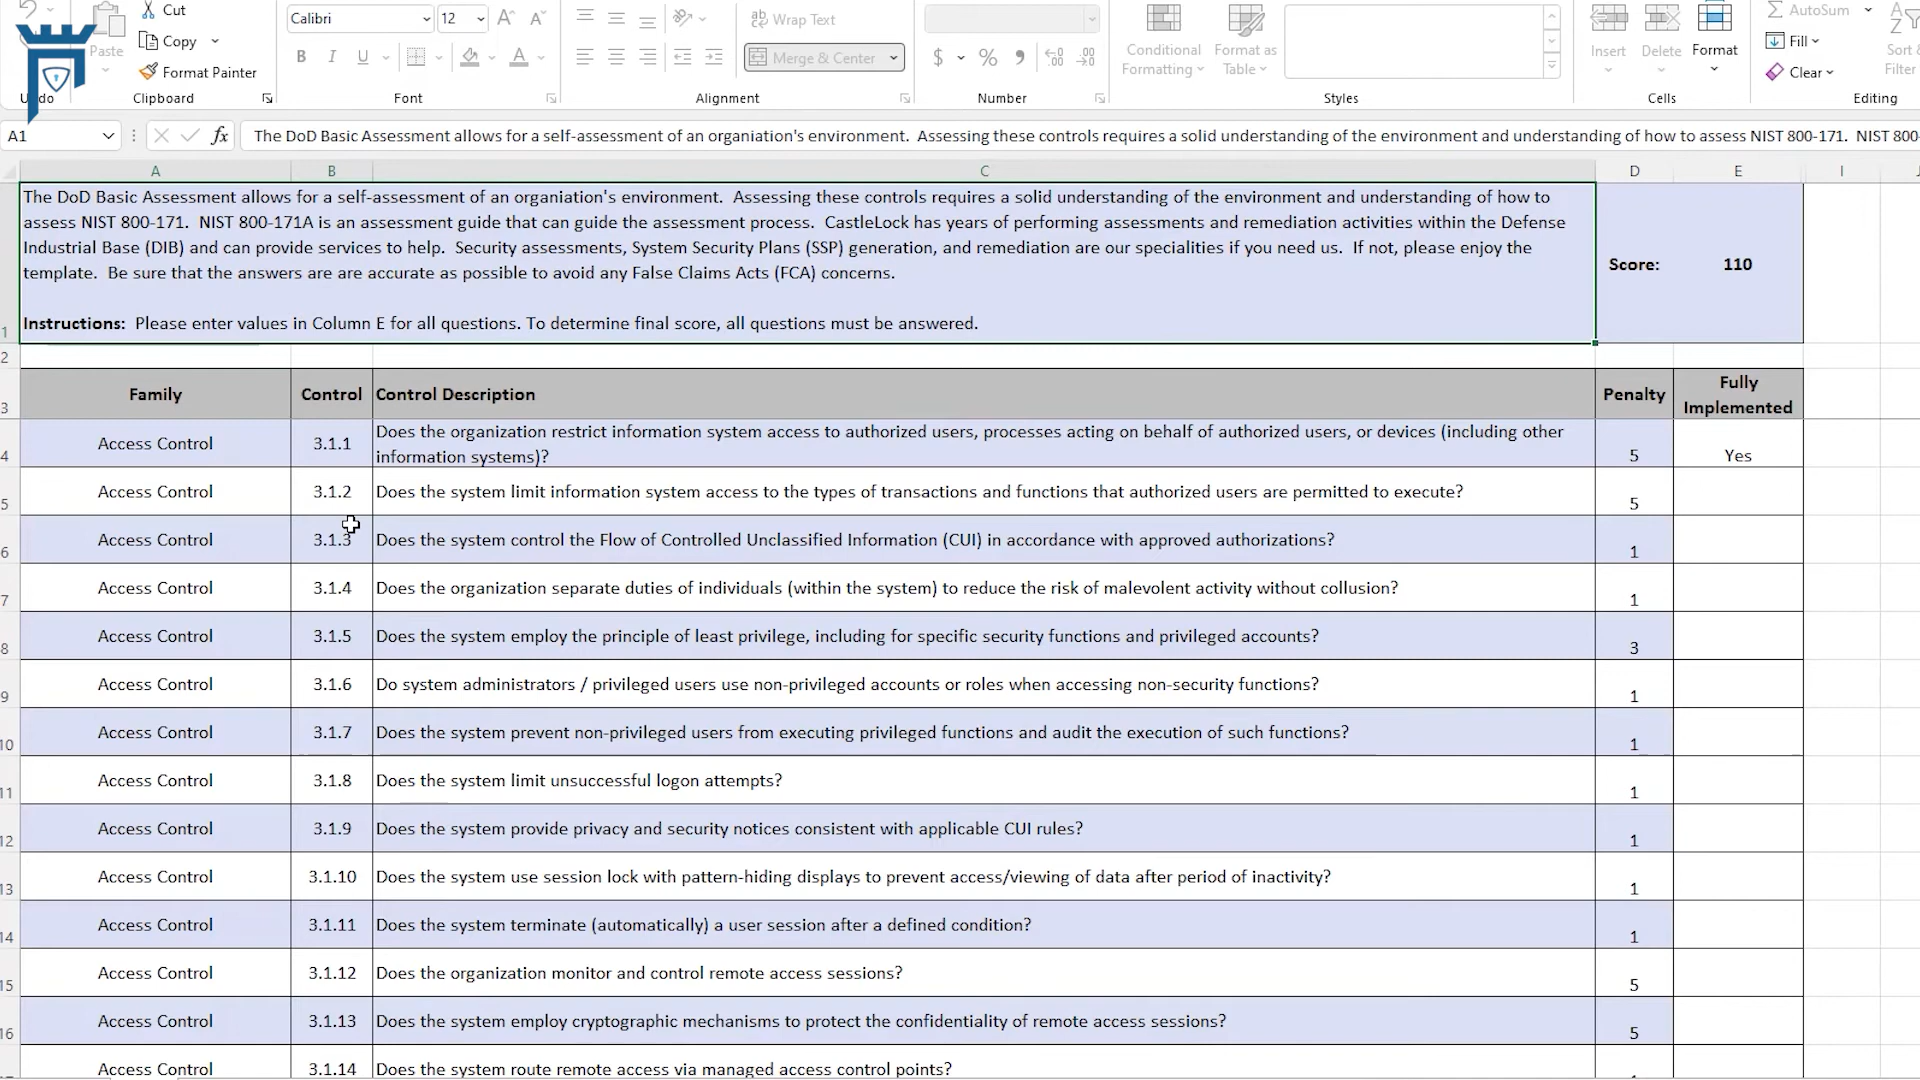 Cut
Calibri
12
Wrap Text
AutoSum
Copy
Paste
B I U
Merge & Center
$ %
Conditional Formatting
Format as Table
Insert
Delete
Format
Fill
Sort &
Filter
Format Painter
Clear
Clipboard
Font
Alignment
Number
Styles
Cells
Editing
A1
fx
The DoD Basic Assessment allows for a self-assessment of an organiation's environment. Assessing these controls requires a solid understanding of the environment and understanding of how to assess NIST 800-171. NIST 800-
A B C D E I
The DoD Basic Assessment allows for a self-assessment of an organiation's environment. Assessing these controls requires a solid understanding of the environment and understanding of how to
assess NIST 800-171. NIST 800-171A is an assessment guide that can guide the assessment process. CastleLock has years of performing assessments and remediation activities within the Defense
Industrial Base (DIB) and can provide services to help. Security assessments, System Security Plans (SSP) generation, and remediation are our specialities if you need us. If not, please enjoy the
template. Be sure that the answers are are accurate as possible to avoid any False Claims Acts (FCA) concerns.
Score: 110
1 Instructions: Please enter values in Column E for all questions. To determine final score, all questions must be answered.
2
3 Family Control Control Description Penalty Fully Implemented
4 Access Control 3.1.1 Does the organization restrict information system access to authorized users, processes acting on behalf of authorized users, or devices (including other
information systems)? 5 Yes
5 Access Control 3.1.2 Does the system limit information system access to the types of transactions and functions that authorized users are permitted to execute? 5
6 Access Control 3.1.3 Does the system control the Flow of Controlled Unclassified Information (CUI) in accordance with approved authorizations? 1
7 Access Control 3.1.4 Does the organization separate duties of individuals (within the system) to reduce the risk of malevolent activity without collusion? 1
8 Access Control 3.1.5 Does the system employ the principle of least privilege, including for specific security functions and privileged accounts? 3
9 Access Control 3.1.6 Do system administrators / privileged users use non-privileged accounts or roles when accessing non-security functions? 1
10 Access Control 3.1.7 Does the system prevent non-privileged users from executing privileged functions and audit the execution of such functions? 1
11 Access Control 3.1.8 Does the system limit unsuccessful logon attempts? 1
12 Access Control 3.1.9 Does the system provide privacy and security notices consistent with applicable CUI rules? 1
13 Access Control 3.1.10 Does the system use session lock with pattern-hiding displays to prevent access/viewing of data after period of inactivity? 1
14 Access Control 3.1.11 Does the system terminate (automatically) a user session after a defined condition? 1
15 Access Control 3.1.12 Does the organization monitor and control remote access sessions? 5
16 Access Control 3.1.13 Does the system employ cryptographic mechanisms to protect the confidentiality of remote access sessions? 5
Access Control 3.1.14 Does the system route remote access via managed access control points?